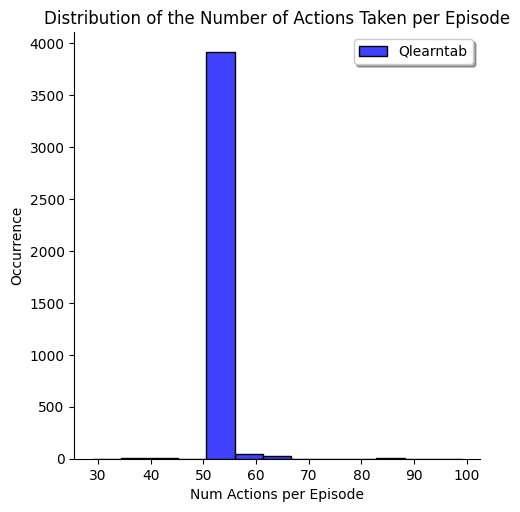 Distribution of the Number of Actions Taken per Episode
Qlearntab
4000
3500
3000
2500
2000
1500
1000
500
0
Occurrence
30 40 50 60 70 80 90 100
Num Actions per Episode